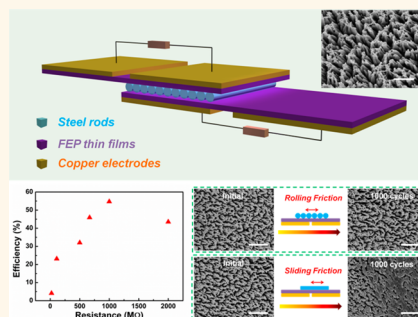 Steel rods
FEP thin films
Copper electrodes
Efficiency (%)
60
50
40
30
20
10
0
0 500 1000 1500 2000
Resistance (MΩ)
Initial
Rolling Friction
1000 cycles
Initial
Sliding Friction
1000 cycles